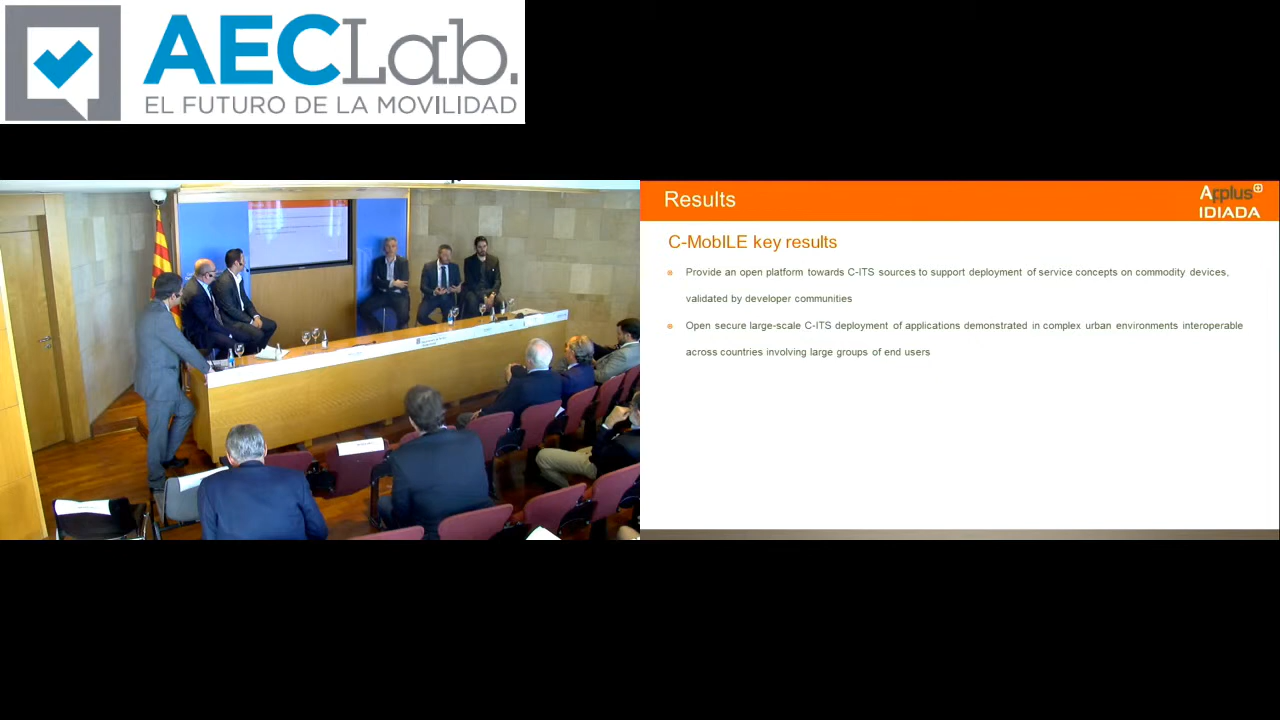 AECLab.
EL FUTURO DE LA MOVILIDAD
Results
Applus+
IDIADA
C-MobILE key results
Provide an open platform towards C-ITS sources to support deployment of service concepts on commodity devices,
validated by developer communities
Open secure large-scale C-ITS deployment of applications demonstrated in complex urban environments interoperable
across countries involving large groups of end users